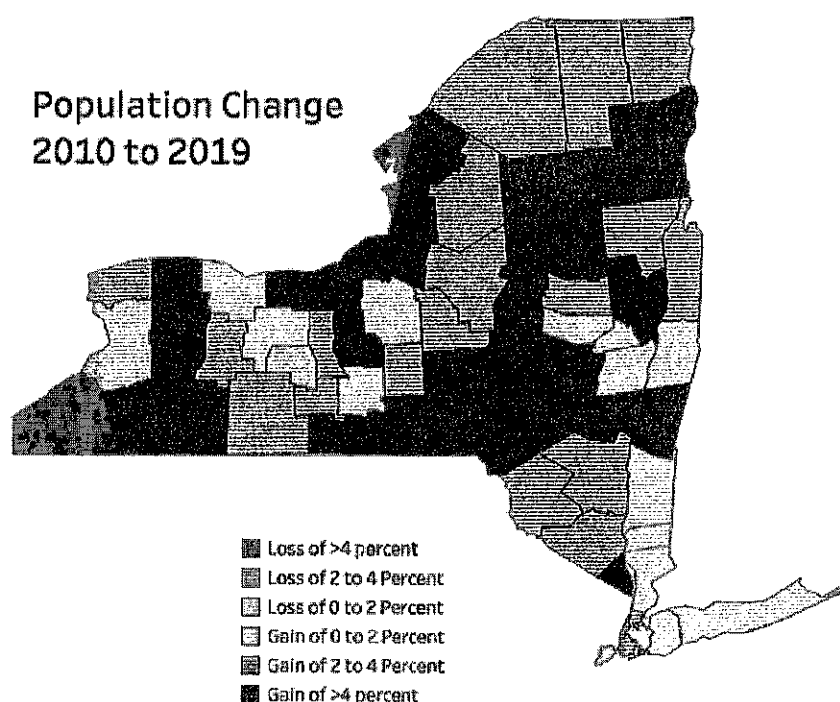 Population Change
2010 to 2019
Loss of >4 percent
Loss of 2 to 4 Percent
Loss of 0 to 2 Percent
Gain of 0 to 2 Percent
Gain of 2 to 4 Percent
Gain of >4 percent